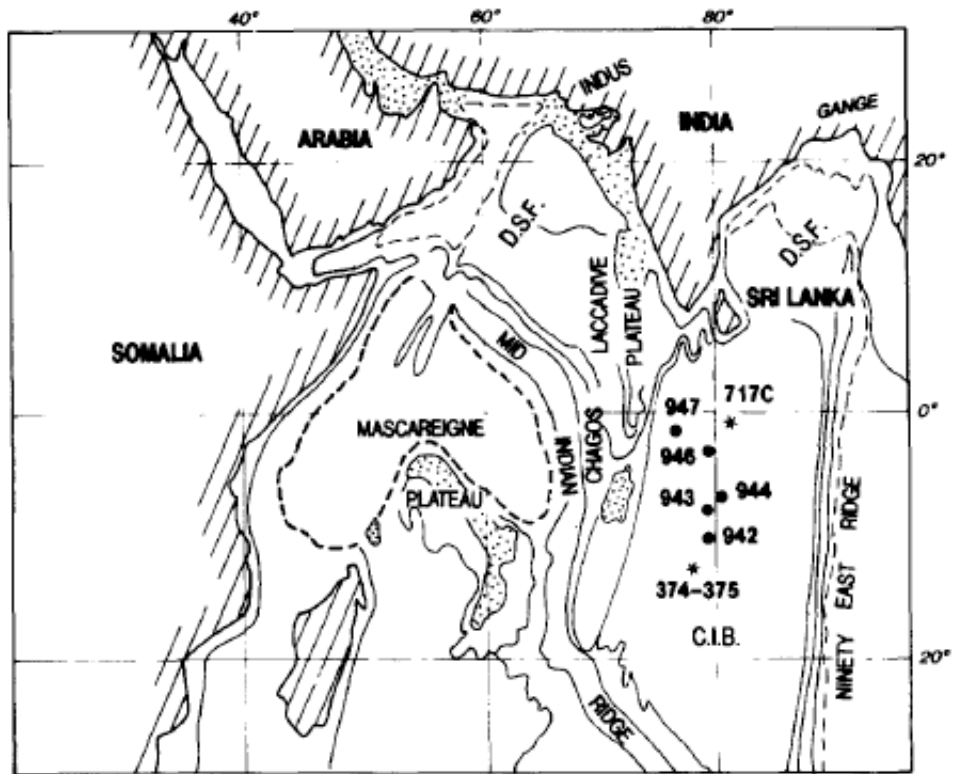 40° 60° 80°
INDUS
ARABIA
INDIA
GANGE
20°
D.S.F.
D.S.F.
LACCADIVE
PLATEAU
SRI LANKA
SOMALIA
MID
INDIAN
RIDGE
CHAGOS
717C
947
0°
MASCAREIGNE
PLATEAU
946
943
944
942
374-375
C.I.B.
NINETY EAST RIDGE
20°